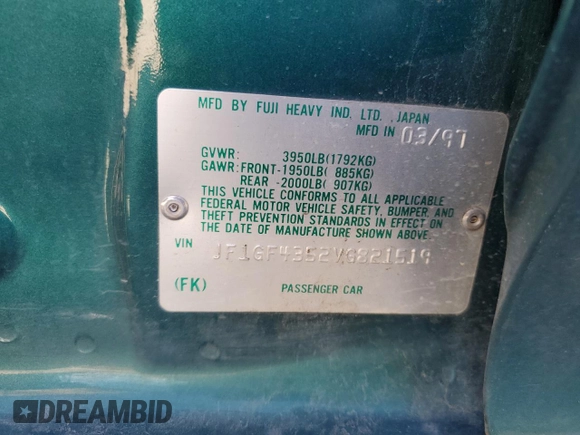 MFD BY FUJI HEAVY IND. LTD., JAPAN
MFD IN 03/97
GVWR: 3950LB(1792KG)
GAWR:FRONT-1950LB( 885KG)
REAR -2000LB( 907KG)
THIS VEHICLE CONFORMS TO ALL APPLICABLE
FEDERAL MOTOR VEHICLE SAFETY, BUMPER, AND
THEFT PREVENTION STANDARDS IN EFFECT ON
THE DATE OF MANUFACTURE SHOWN ABOVE.
VIN JF1GF4352VG821519
(FK) PASSENGER CAR
DREAMBID